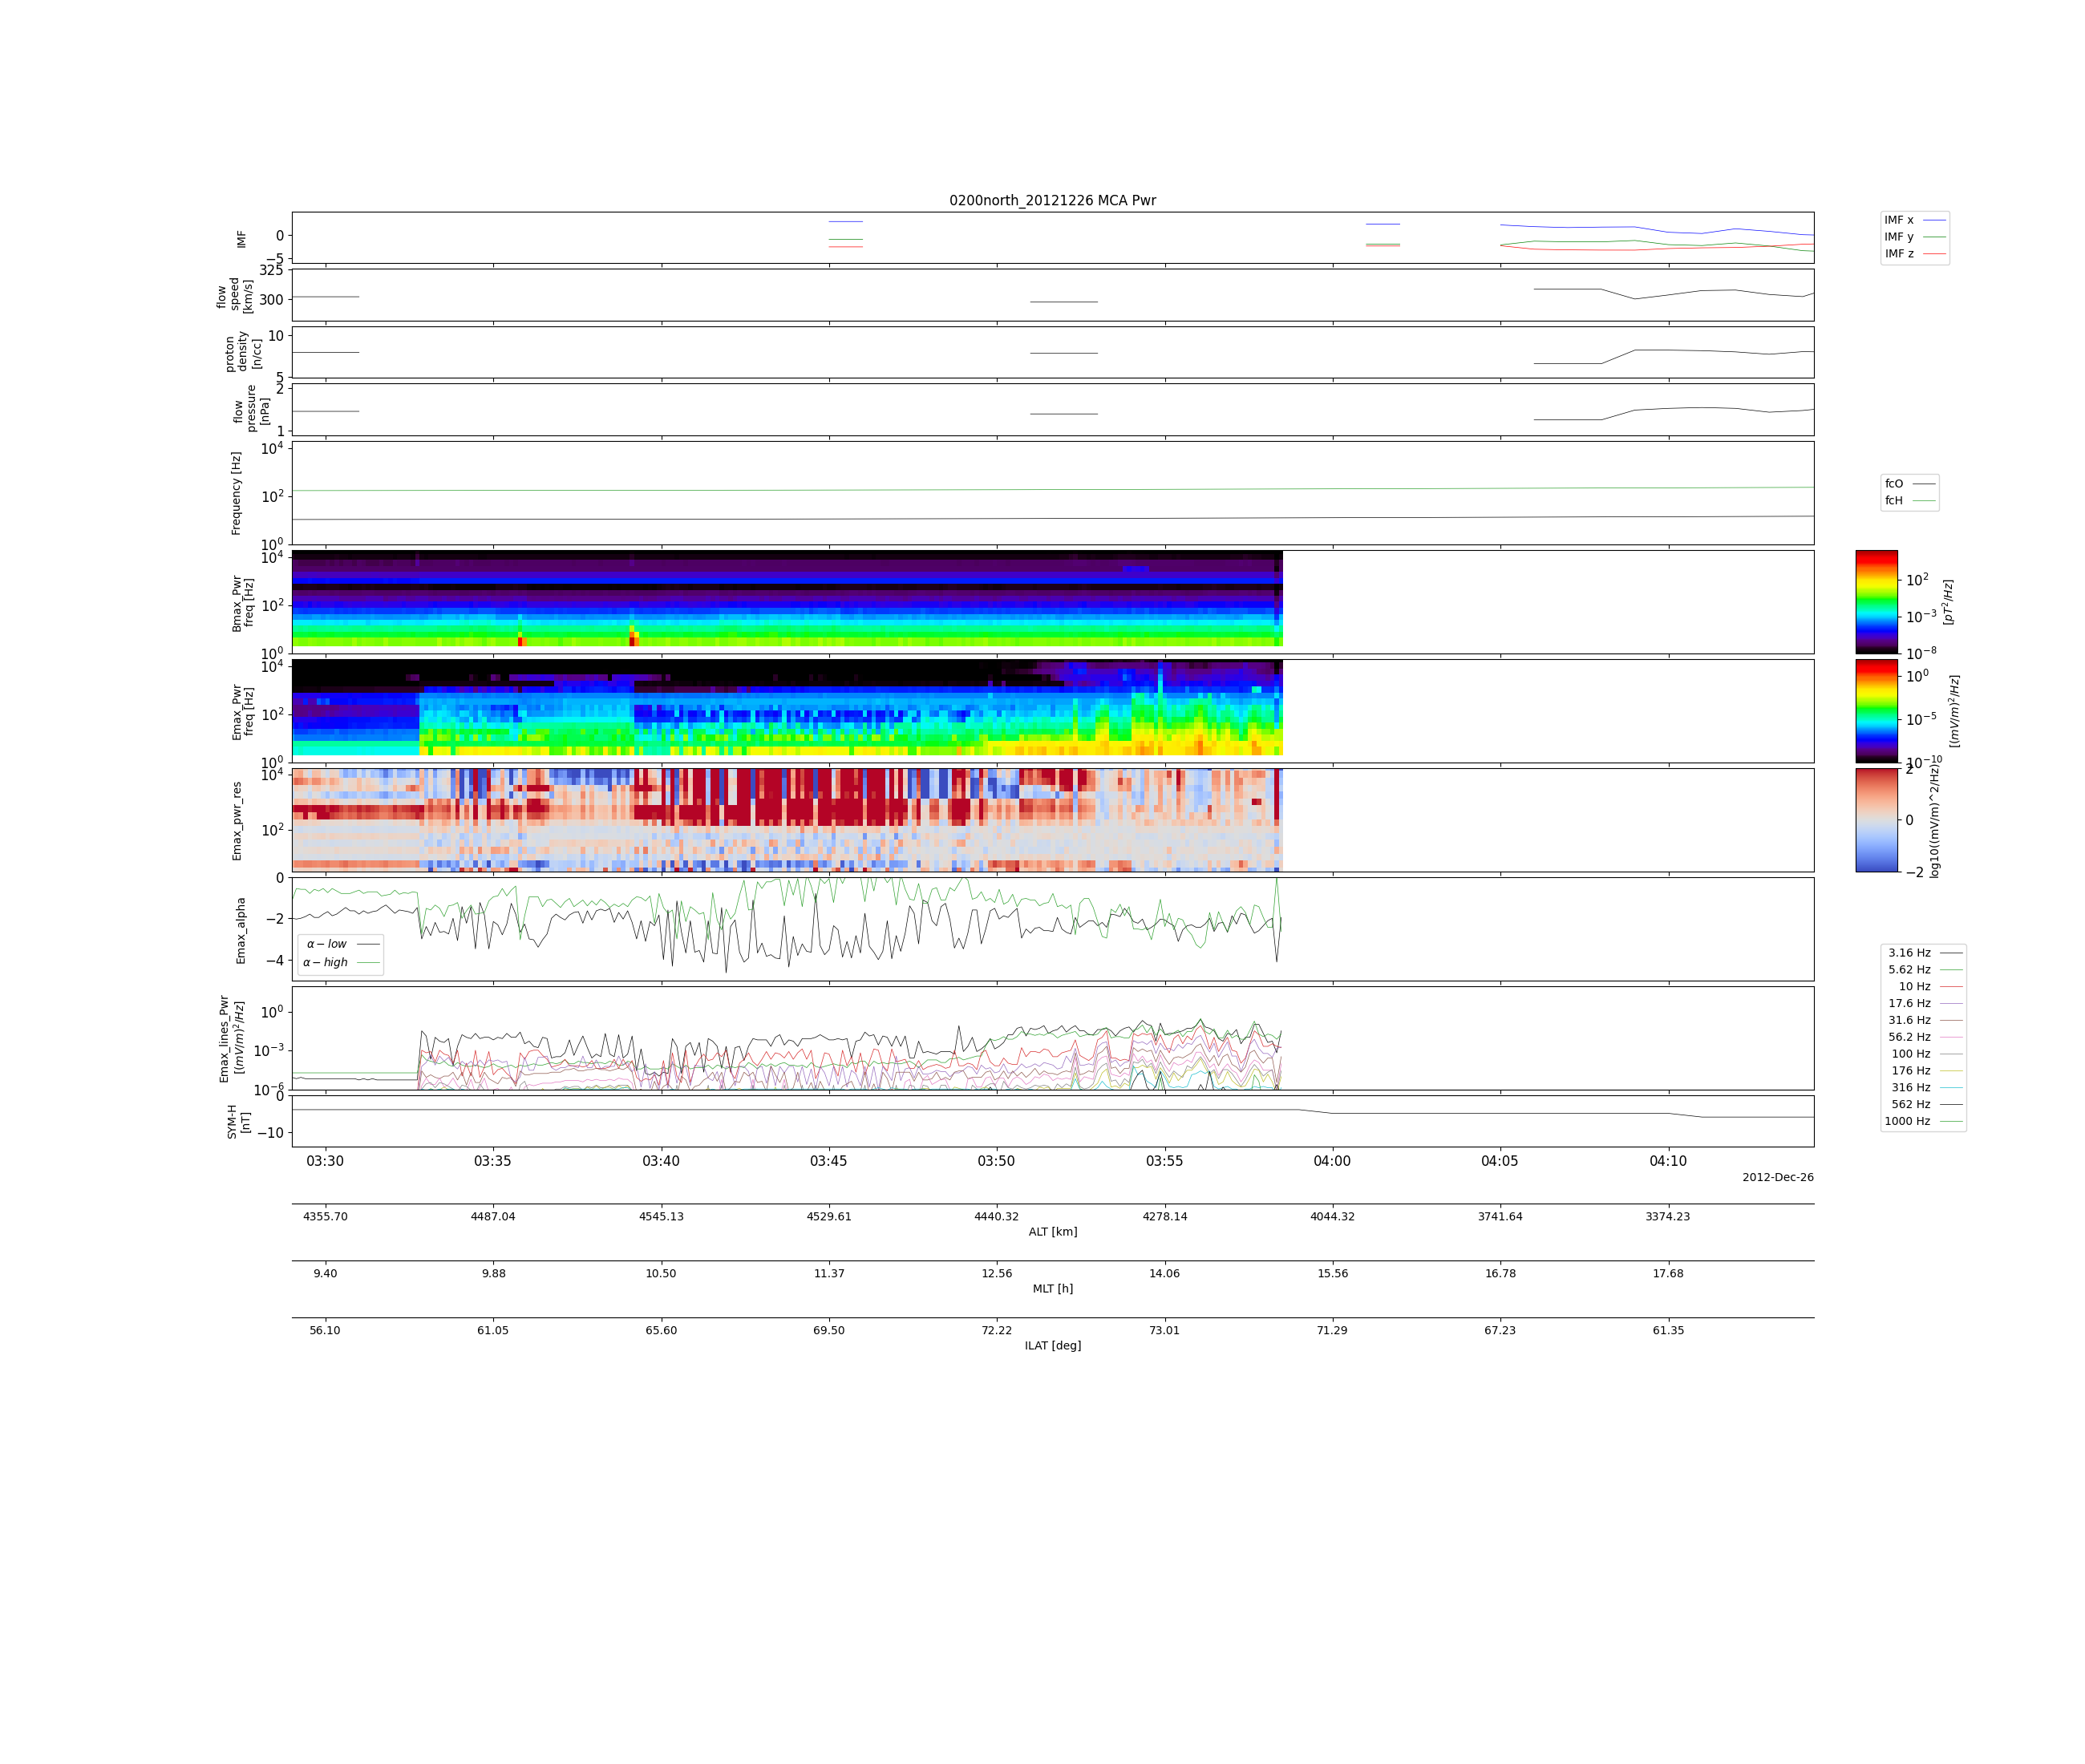 0200north_20121226 MCA Pwr
IMF
0
−5
IMF x
IMF y
IMF z
flow
speed
[km/s]
325
300
proton
density
[n/cc]
10
5
flow
pressure
[nPa]
2
1
Frequency [Hz]
10^4
10^2
10^0
fcO
fcH
Bmax_Pwr
freq [Hz]
10^4
10^2
10^0
10^2
10^−3
10^−8
[pT^2/Hz]
Emax_Pwr
freq [Hz]
10^4
10^2
10^0
10^0
10^−5
10^−10
[(mV/m)^2/Hz]
Emax_pwr_res
10^4
10^2
2
0
−2
log10((mV/m)^2/Hz)
Emax_alpha
0
−2
−4
α − low
α − high
Emax_lines_Pwr
[(mV/m)^2/Hz]
10^0
10^−3
10^−6
3.16 Hz
5.62 Hz
10 Hz
17.6 Hz
31.6 Hz
56.2 Hz
100 Hz
176 Hz
316 Hz
562 Hz
1000 Hz
SYM-H
[nT]
0
−10
03:30 03:35 03:40 03:45 03:50 03:55 04:00 04:05 04:10
2012-Dec-26
4355.70 4487.04 4545.13 4529.61 4440.32 4278.14 4044.32 3741.64 3374.23
ALT [km]
9.40 9.88 10.50 11.37 12.56 14.06 15.56 16.78 17.68
MLT [h]
56.10 61.05 65.60 69.50 72.22 73.01 71.29 67.23 61.35
ILAT [deg]